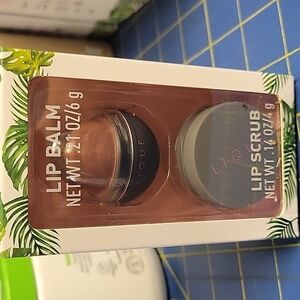 LIP BALM
NET WT .21 OZ/6 g
LIP SCRUB
NET WT .14 OZ/4 g